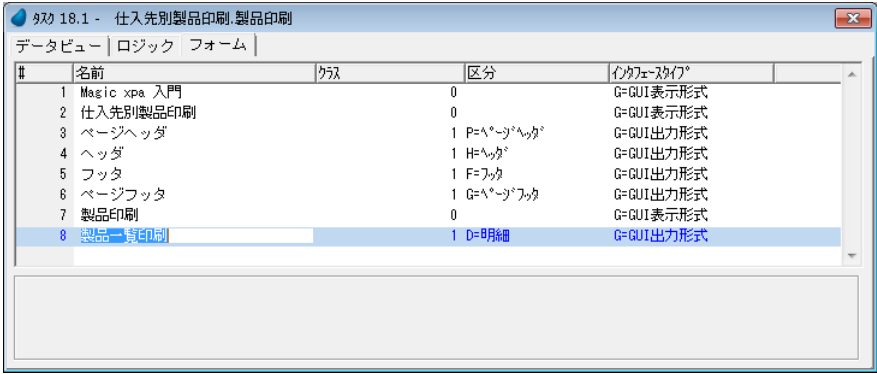 ﾀｽｸ 18.1 - 仕入先別製品印刷.製品印刷
データビュー ロジック フォーム
# 名前 ｸﾗｽ 区分 ｲﾝﾀﾌｪｰｽﾀｲﾌﾟ
1 Magic xpa 入門 0 G=GUI表示形式
2 仕入先別製品印刷 0 G=GUI表示形式
3 ページヘッダ 1 P=ﾍﾟｰｼﾞﾍｯﾀﾞ G=GUI出力形式
4 ヘッダ 1 H=ﾍｯﾀﾞ G=GUI出力形式
5 フッタ 1 F=ﾌｯﾀ G=GUI出力形式
6 ページフッタ 1 G=ﾍﾟｰｼﾞﾌｯﾀ G=GUI出力形式
7 製品印刷 0 G=GUI表示形式
8 製品一覧印刷 1 D=明細 G=GUI出力形式